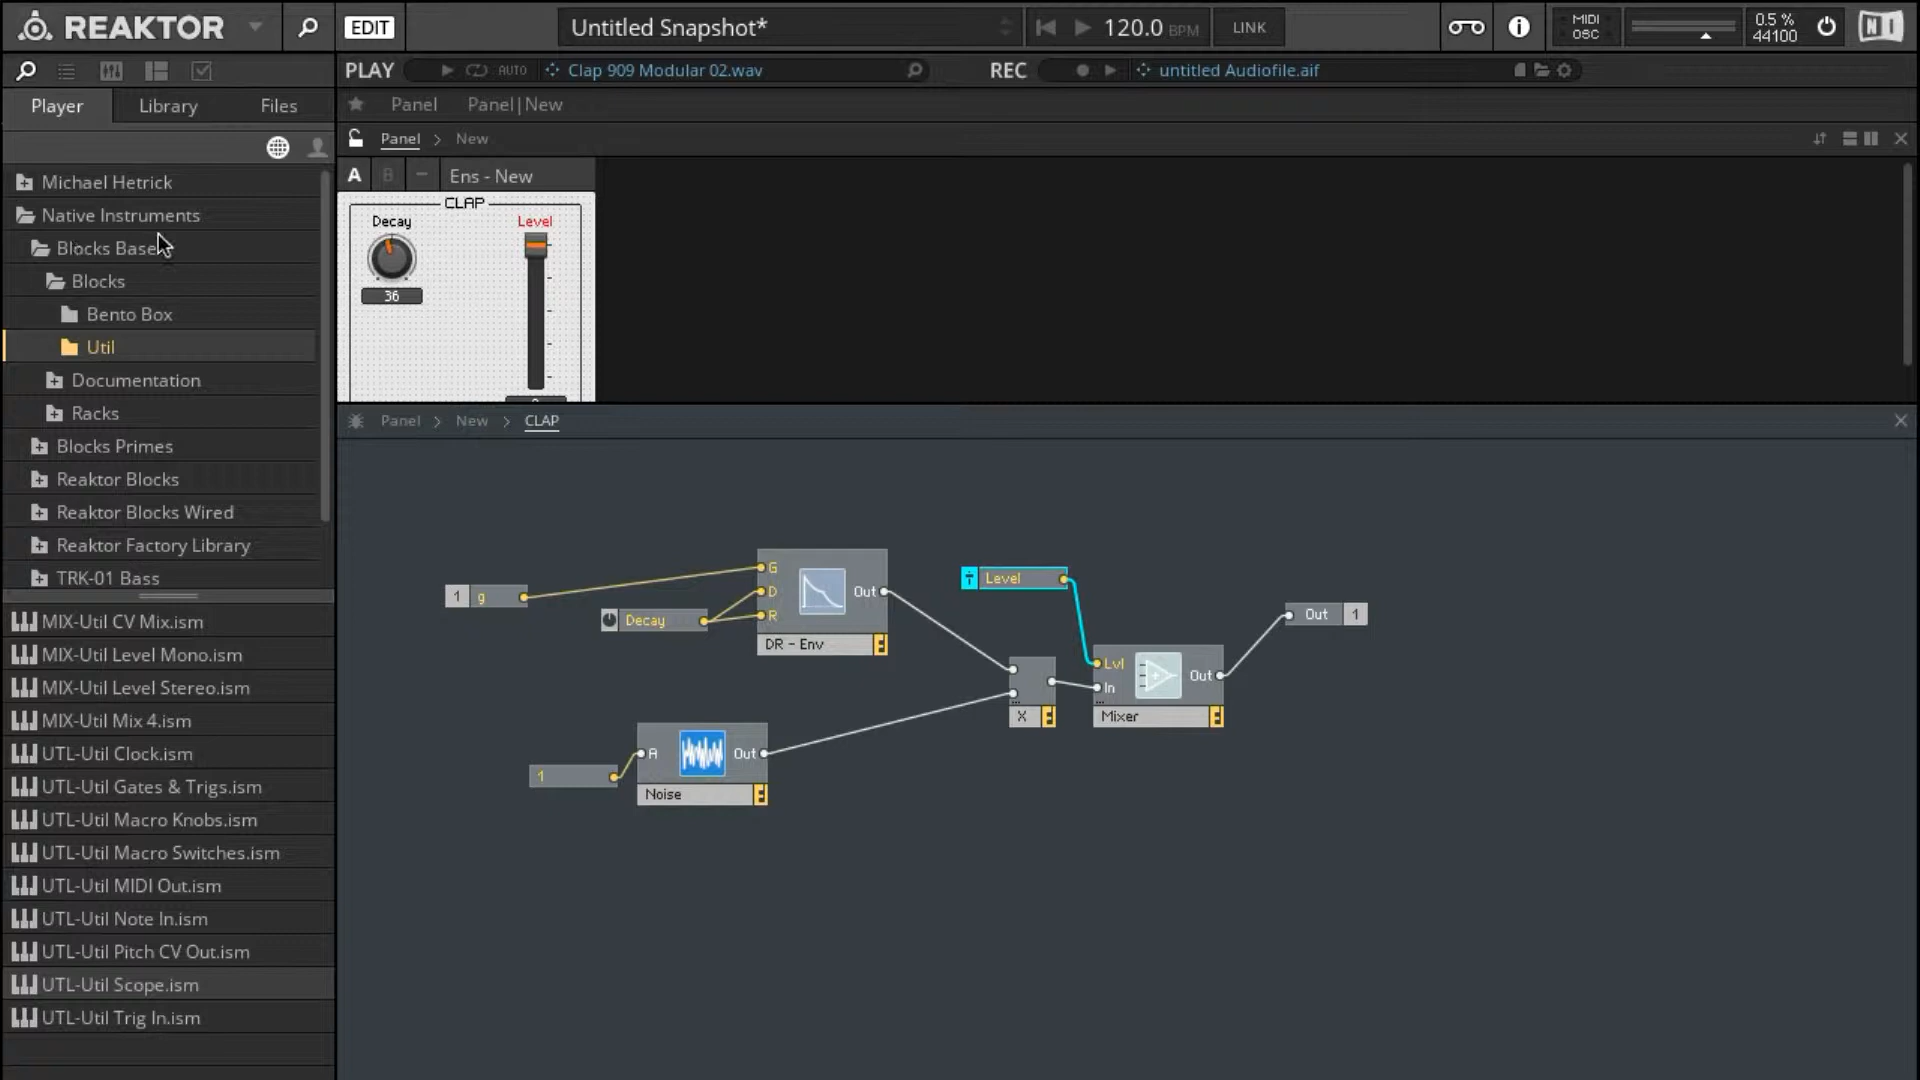 REAKTOR
EDIT
Untitled Snapshot*
120.0 BPM
LINK
MIDI
OSC
0.5 %
44100
NI
PLAY
AUTO
Clap 909 Modular 02.wav
REC
untitled Audiofile.aif
Player
Library
Files
Panel
Panel|New
Panel > New
A
B
Ens - New
CLAP
Decay
Level
36
Michael Hetrick
Native Instruments
Blocks Base
Blocks
Bento Box
Util
Documentation
Racks
Blocks Primes
Reaktor Blocks
Reaktor Blocks Wired
Reaktor Factory Library
TRK-01 Bass
MIX-Util CV Mix.ism
MIX-Util Level Mono.ism
MIX-Util Level Stereo.ism
MIX-Util Mix 4.ism
UTL-Util Clock.ism
UTL-Util Gates & Trigs.ism
UTL-Util Macro Knobs.ism
UTL-Util Macro Switches.ism
UTL-Util MIDI Out.ism
UTL-Util Note In.ism
UTL-Util Pitch CV Out.ism
UTL-Util Scope.ism
UTL-Util Trig In.ism
Panel > New > CLAP
1 g
Decay
G
D
R
Out
DR - Env
Level
Lvl
In
Out
Mixer
X
Out 1
1
A
Out
Noise